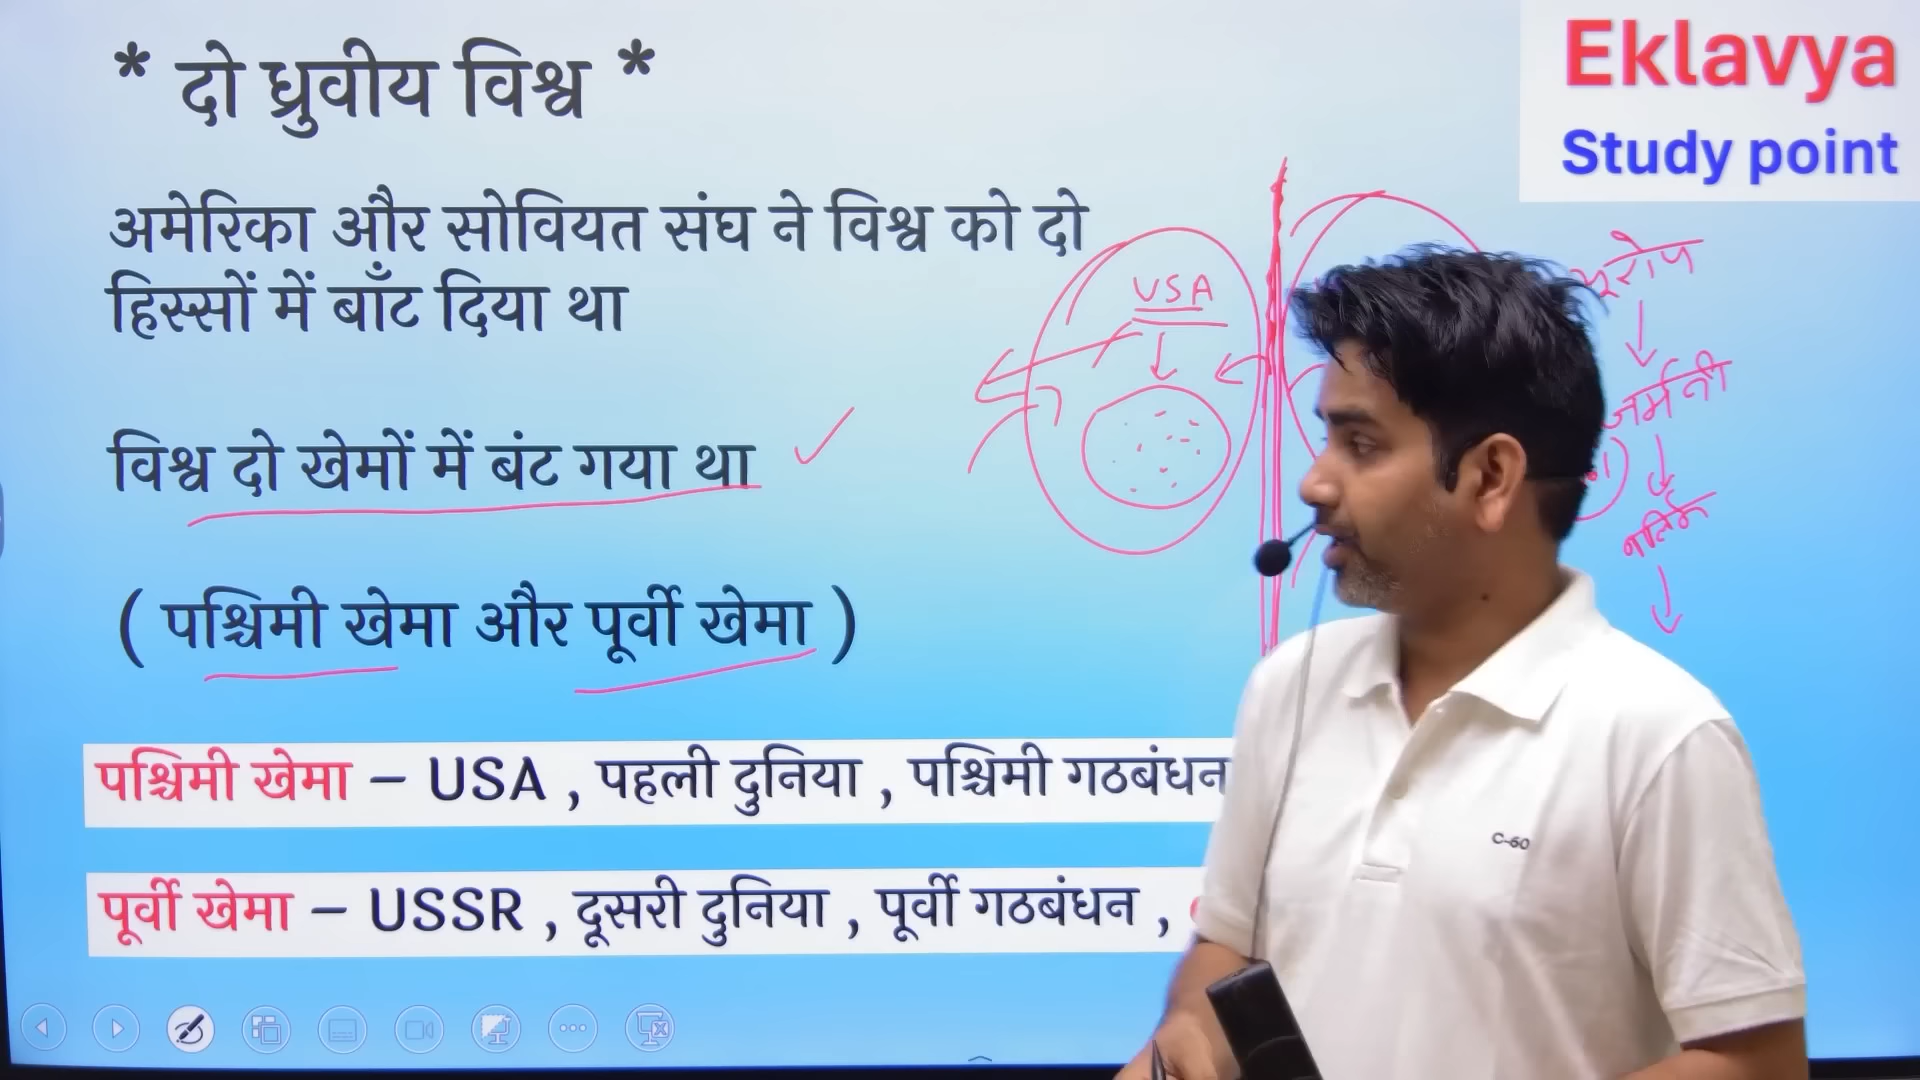 * दो ध्रुवीय विश्व *
Eklavya
Study point
अमेरिका और सोवियत संघ ने विश्व को दो
हिस्सों में बाँट दिया था
USA
यूरोप
जर्मनी
बर्लिन
विश्व दो खेमों में बंट गया था
( पश्चिमी खेमा और पूर्वी खेमा )
पश्चिमी खेमा – USA , पहली दुनिया , पश्चिमी गठबंधन
पूर्वी खेमा – USSR , दूसरी दुनिया , पूर्वी गठबंधन ,
C-60